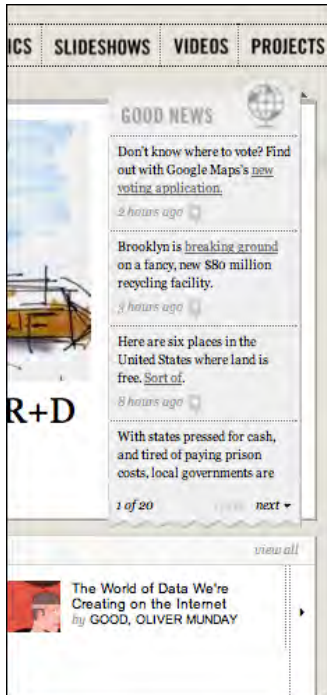 ICS SLIDESHOWS VIDEOS PROJECTS
GOOD NEWS
Don't know where to vote? Find
out with Google Maps's new
voting application.
2 hours ago
Brooklyn is breaking ground
on a fancy, new $80 million
recycling facility.
3 hours ago
Here are six places in the
United States where land is
free. Sort of.
8 hours ago
With states pressed for cash,
and tired of paying prison
costs, local governments are
1 of 20 next
R+D
view all
The World of Data We're
Creating on the Internet
by GOOD, OLIVER MUNDAY